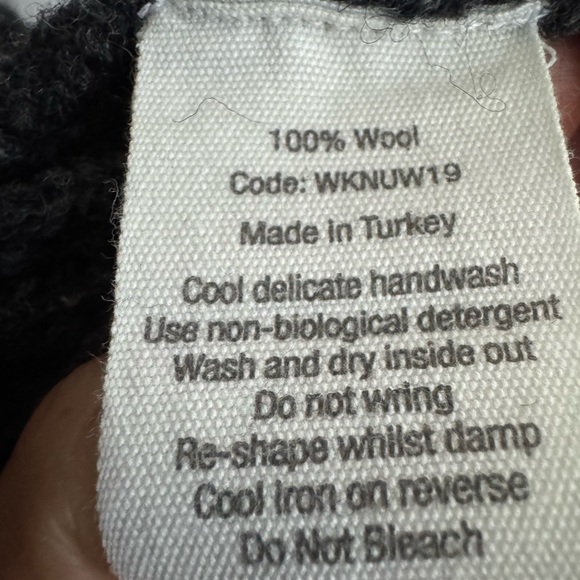 100% Wool
Code: WKNUW19
Made in Turkey
Cool delicate handwash
Use non-biological detergent
Wash and dry inside out
Do not wring
Re-shape whilst damp
Cool iron on reverse
Do Not Bleach